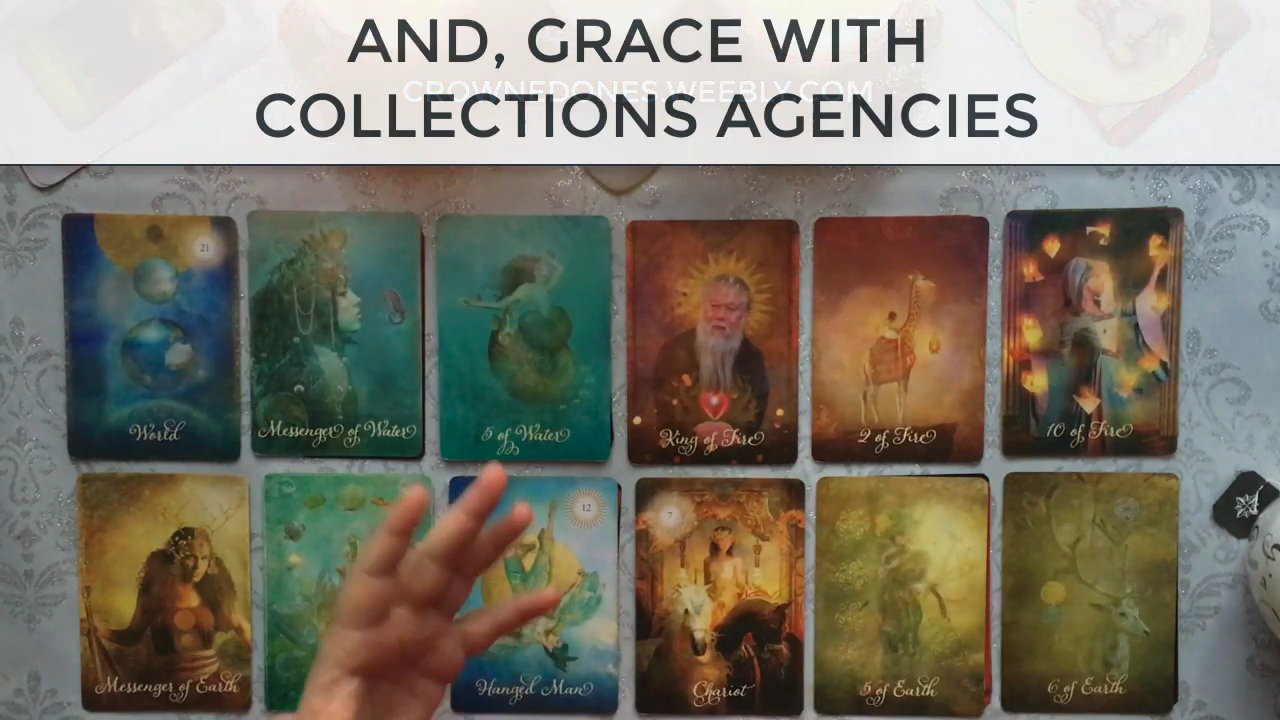 AND, GRACE WITH
CROWNEDONES.WEEBLY.COM
COLLECTIONS AGENCIES
21
World
Messenger of Water
5 of Water
King of Fire
2 of Fire
10 of Fire
12
7
Messenger of Earth
Hanged Man
Chariot
5 of Earth
6 of Earth